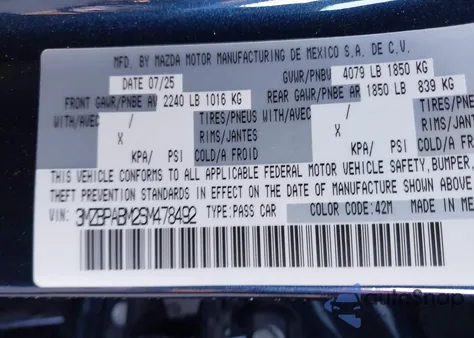 MFD. BY MAZDA MOTOR MANUFACTURING DE MEXICO S.A. DE C.V.
DATE 07/25 GVWR/PNBV 4079 LB 1850 KG
FRONT GAWR/PNBE AV 2240 LB 1016 KG REAR GAWR/PNBE AR 1850 LB 839 KG
WITH/AVEC TIRES/PNEUS WITH/AVEC TIRES/PNE
X RIMS/JANTES X RIMS/JAN
KPA/ PSI COLD/A FROID KPA/ PSI COLD/A F
THIS VEHICLE CONFORMS TO ALL APPLICABLE FEDERAL MOTOR VEHICLE SAFETY, BUMPER,
THEFT PREVENTION STANDARDS IN EFFECT ON THE DATE OF MANUFACTURE SHOWN ABOVE
VIN: 3MZBPABM2SM478492 TYPE:PASS CAR COLOR CODE:42M MADE IN ME
autoSnap